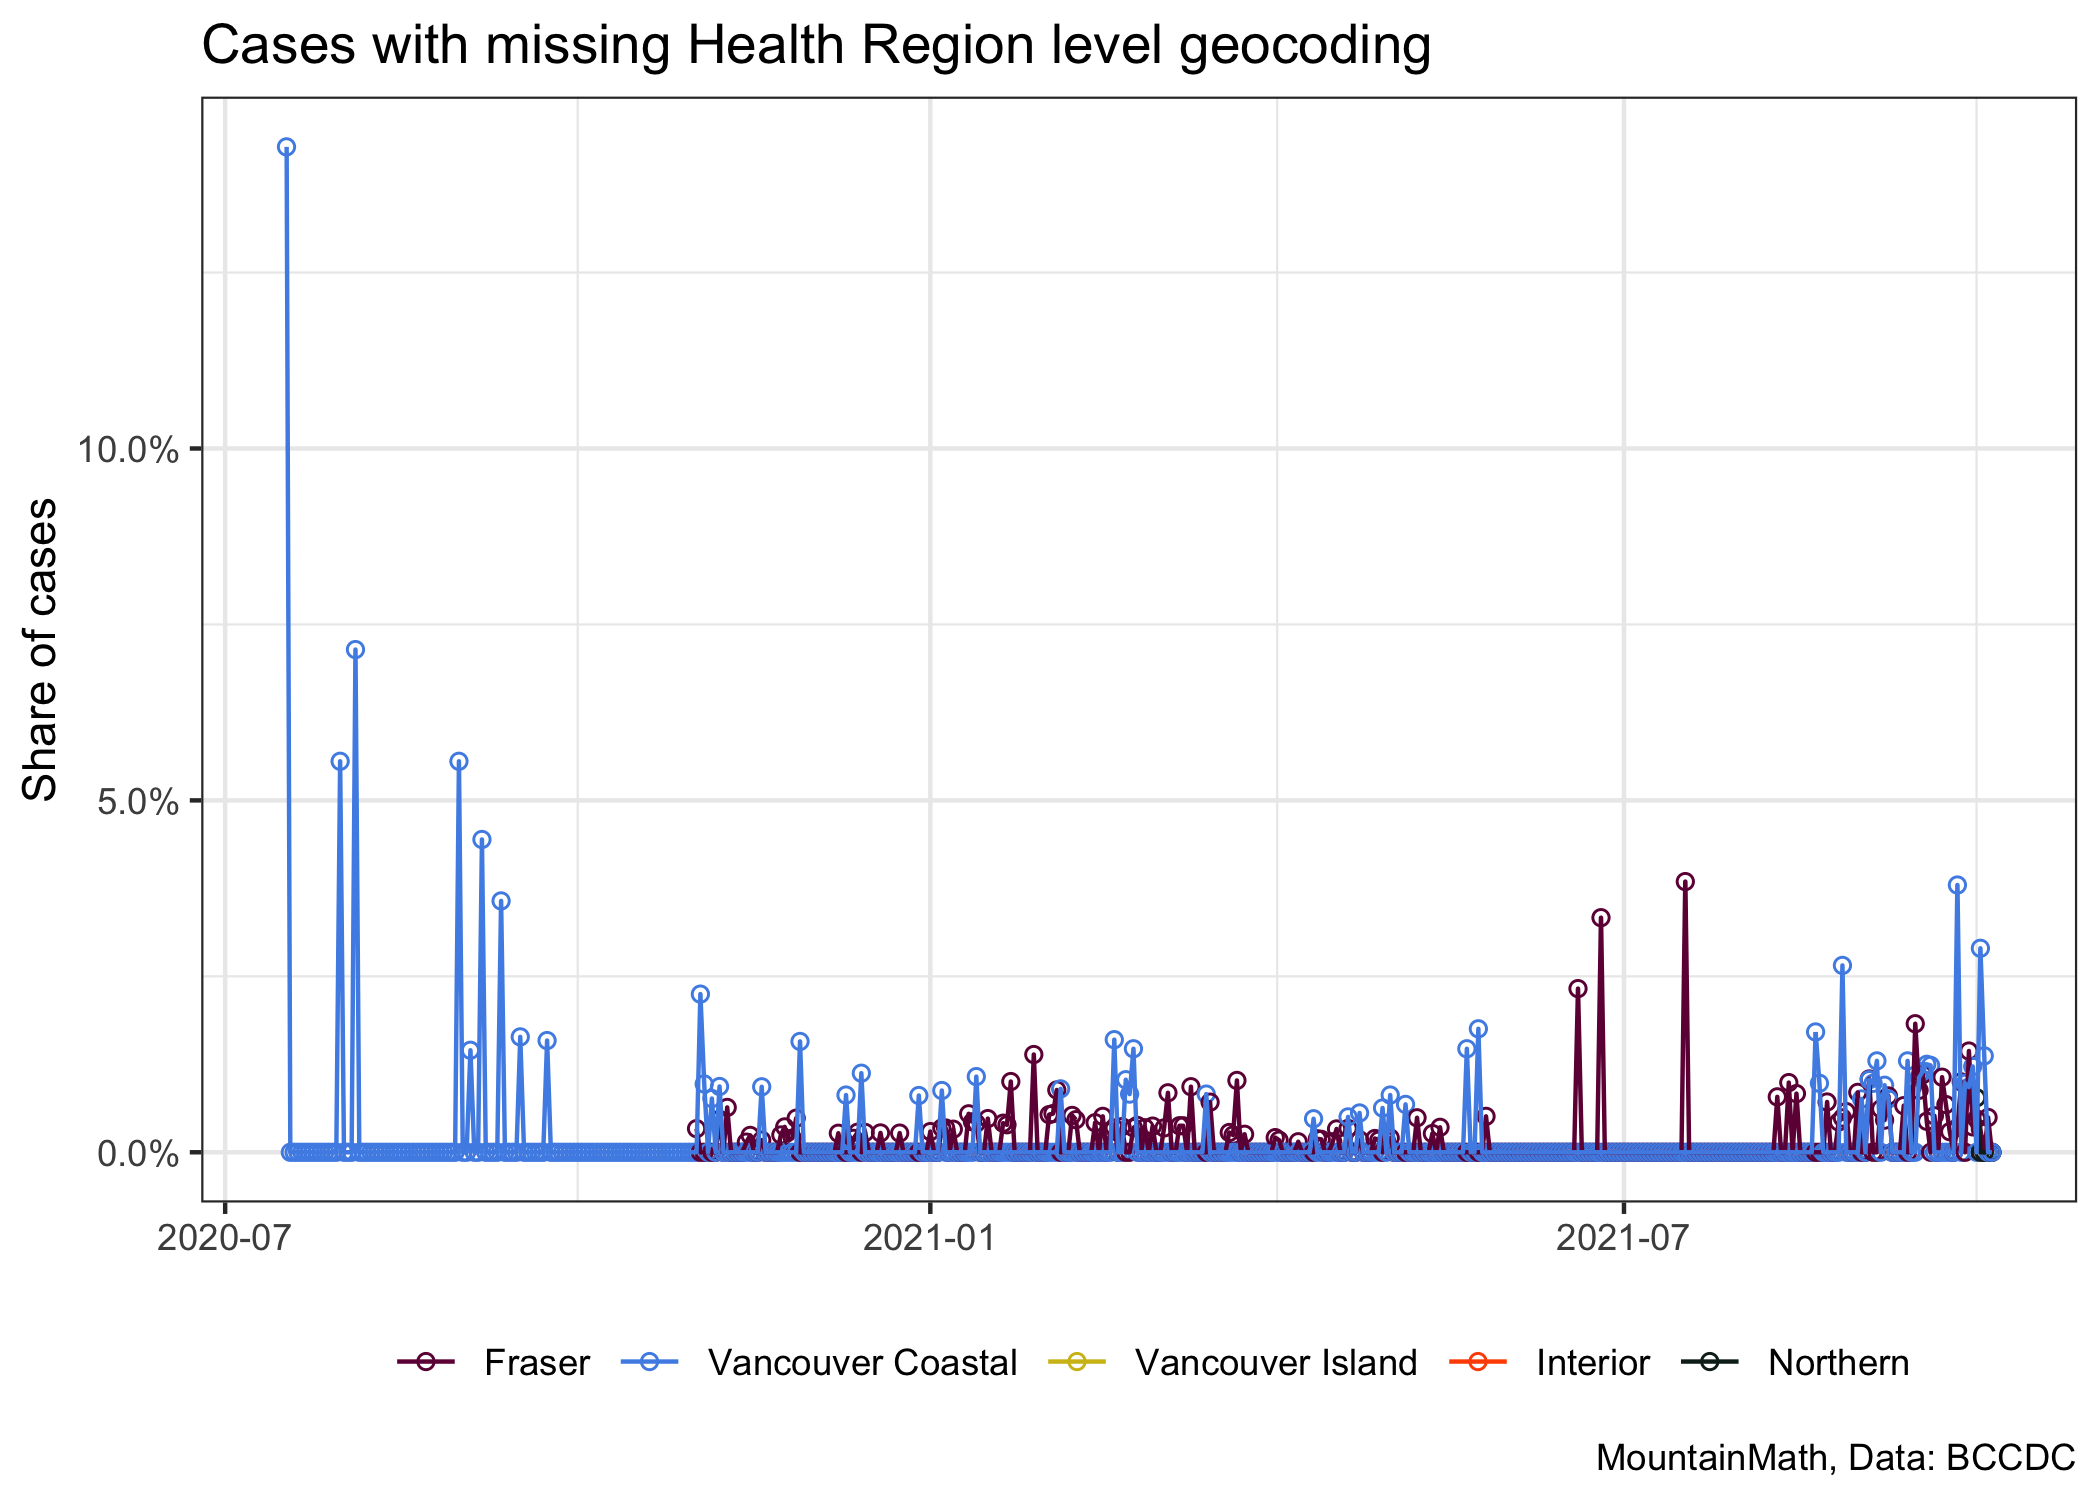 Cases with missing Health Region level geocoding
Share of cases
10.0%
5.0%
0.0%
2020-07
2021-01
2021-07
Fraser
Vancouver Coastal
Vancouver Island
Interior
Northern
MountainMath, Data: BCCDC